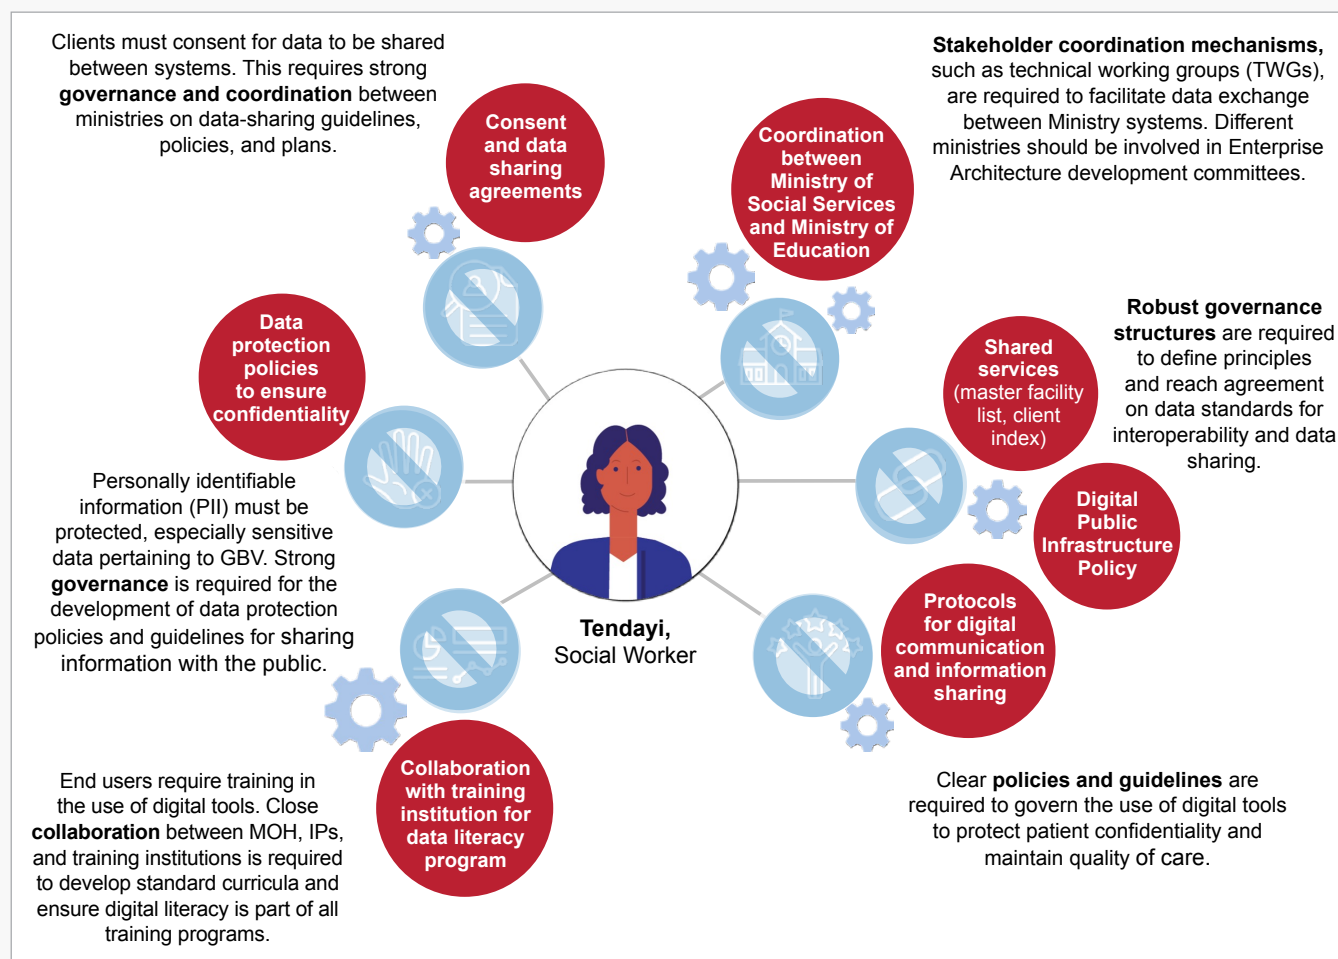 Clients must consent for data to be shared
between systems. This requires strong
governance and coordination between
ministries on data-sharing guidelines,
policies, and plans.
Consent
and data
sharing
agreements
Coordination
between
Ministry of
Social Services
and Ministry of
Education
Stakeholder coordination mechanisms,
such as technical working groups (TWGs),
are required to facilitate data exchange
between Ministry systems. Different
ministries should be involved in Enterprise
Architecture development committees.
Data
protection
policies
to ensure
confidentiality
Shared
services
(master facility
list, client
index)
Robust governance
structures are required
to define principles
and reach agreement
on data standards for
interoperability and data
sharing.
Personally identifiable
information (PII) must be
protected, especially sensitive
data pertaining to GBV. Strong
governance is required for the
development of data protection
policies and guidelines for sharing
information with the public.
Digital
Public
Infrastructure
Policy
Tendayi,
Social Worker
Protocols
for digital
communication
and information
sharing
Collaboration
with training
institution for
data literacy
program
End users require training in
the use of digital tools. Close
collaboration between MOH, IPs,
and training institutions is required
to develop standard curricula and
ensure digital literacy is part of all
training programs.
Clear policies and guidelines are
required to govern the use of digital tools
to protect patient confidentiality and
maintain quality of care.